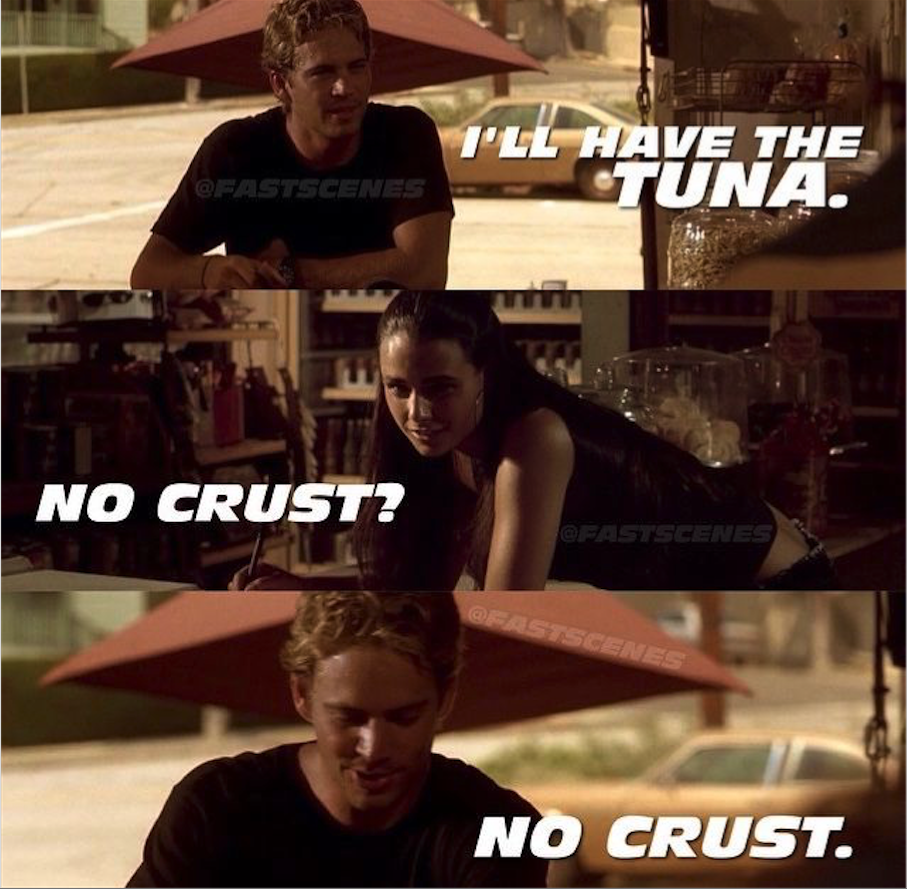 I'LL HAVE THE
TUNA.
@FASTSCENES
NO CRUST?
@FASTSCENES
@FASTSCENES
NO CRUST.